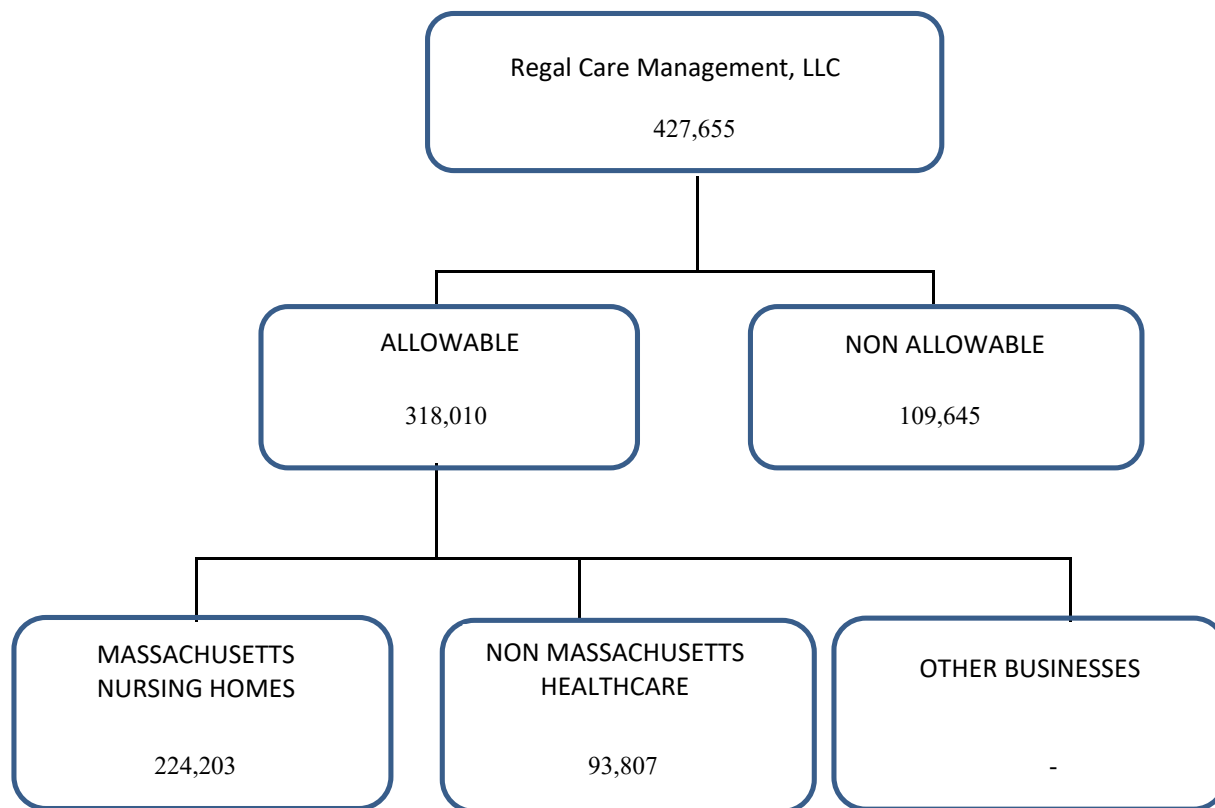 Regal Care Management, LLC
427,655
ALLOWABLE
318,010
NON ALLOWABLE
109,645
MASSACHUSETTS
NURSING HOMES
224,203
NON MASSACHUSETTS
HEALTHCARE
93,807
OTHER BUSINESSES
-